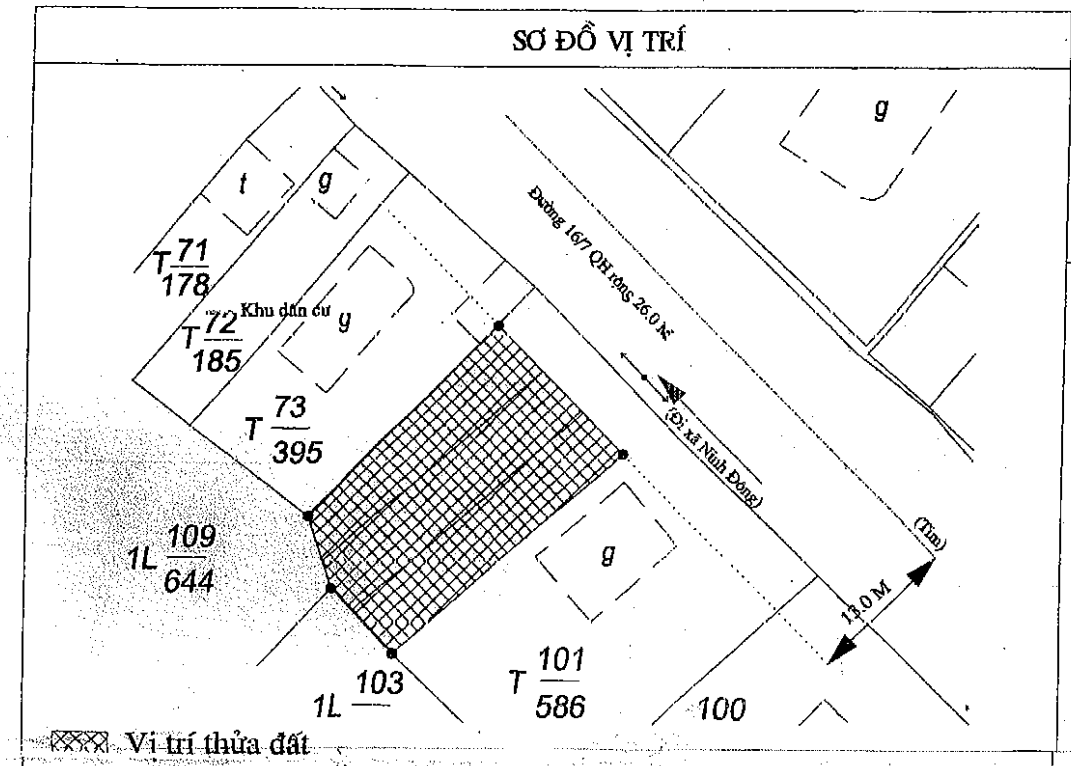 SƠ ĐỒ VỊ TRÍ
g
t
g
T 71
178
Khu dân cư
T 72
185
g
T 73
395
Đường 16/7 QH rộng 26.0 M
(Đi xã Ninh Đông)
(Tim)
13.0 M
g
1L 109
644
1L 103
T 101
586
100
Vị trí thửa đất